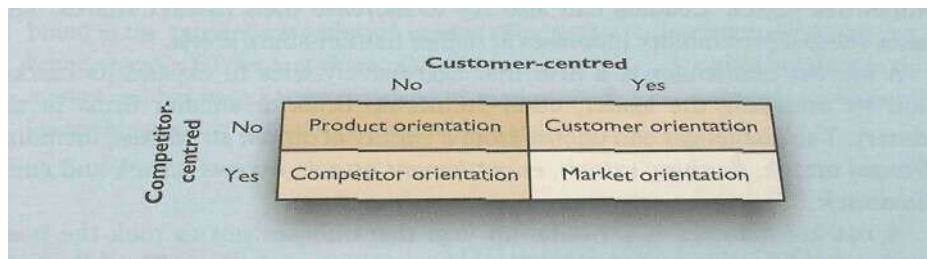 Customer-centred
No Yes
Competitor-
centred
No Product orientation Customer orientation
Yes Competitor orientation Market orientation